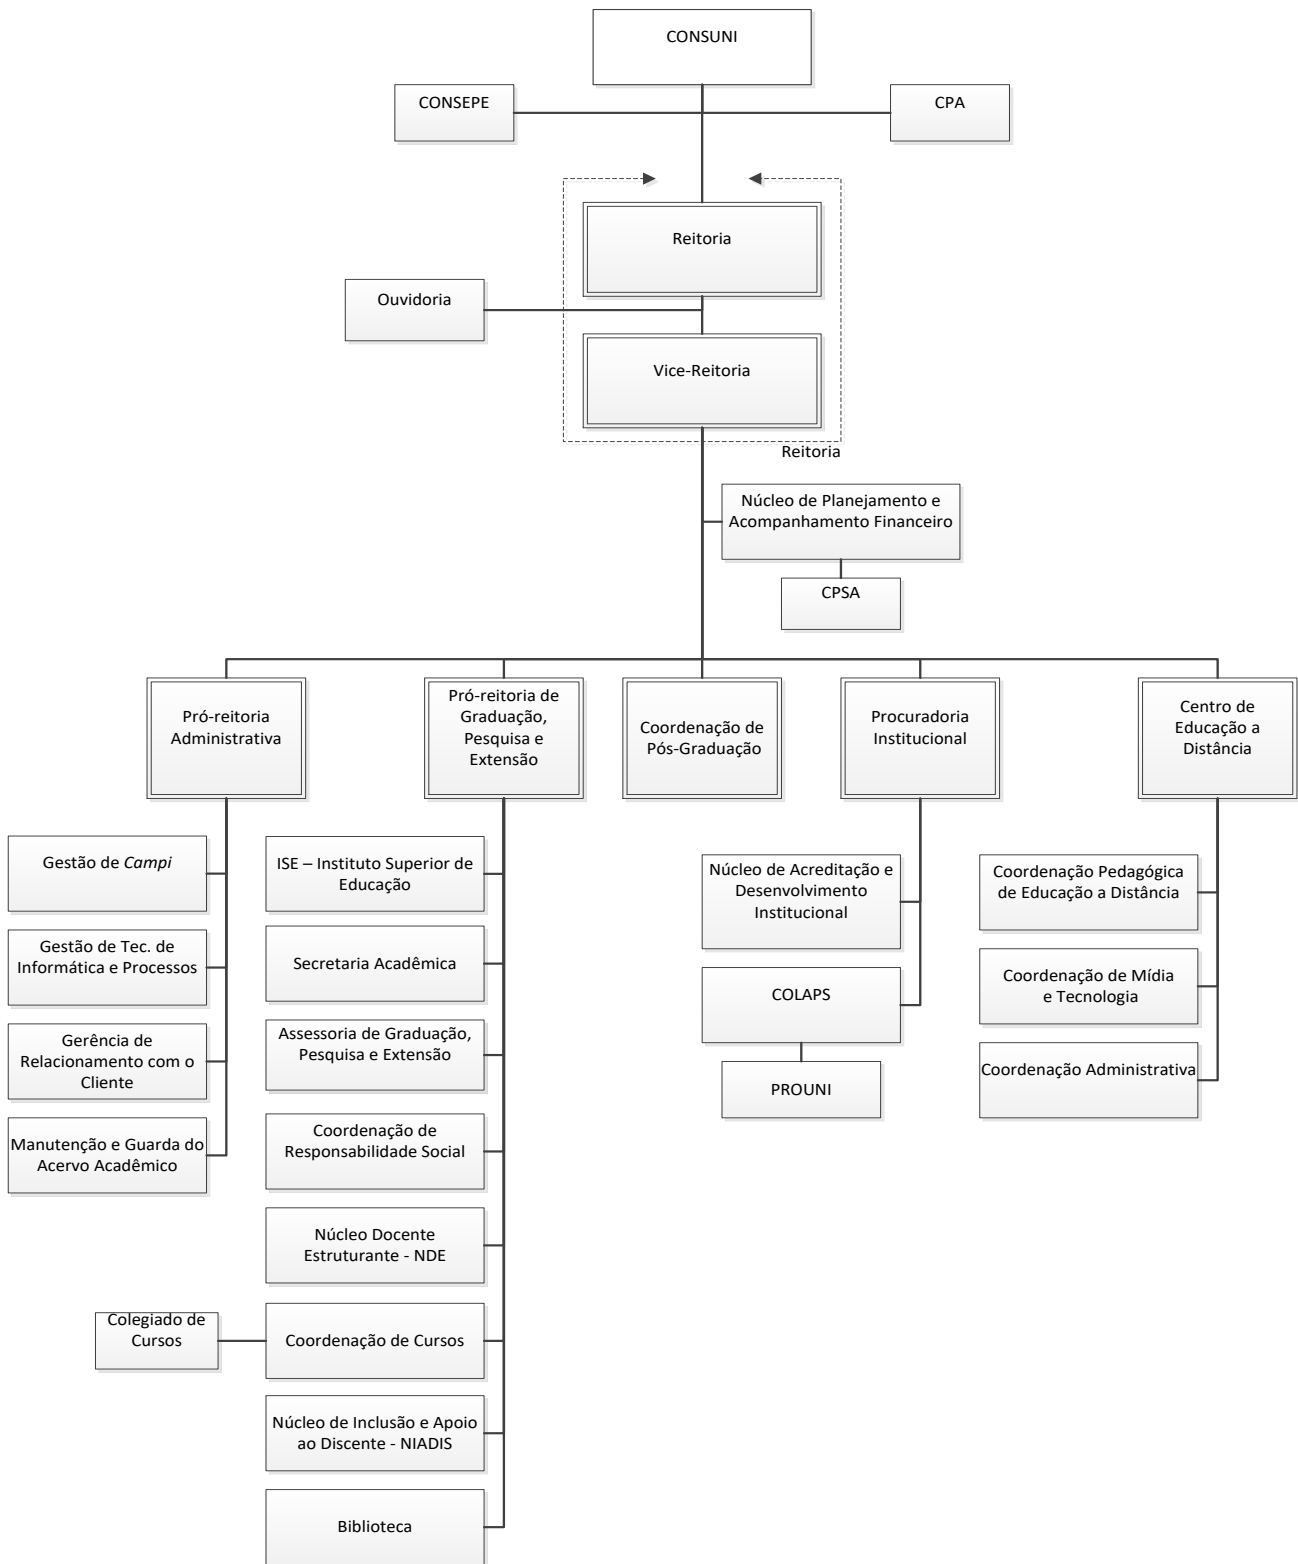 CONSUNI
CONSEPE
CPA
Reitoria
Ouvidoria
Vice-Reitoria
Reitoria
Núcleo de Planejamento e
Acompanhamento Financeiro
CPSA
Pró-reitoria
Administrativa
Pró-reitoria de
Graduação,
Pesquisa e
Extensão
Coordenação de
Pós-Graduação
Procuradoria
Institucional
Centro de
Educação a
Distância
Gestão de Campi
Gestão de Tec. de
Informática e Processos
Gerência de
Relacionamento com o
Cliente
Manutenção e Guarda do
Acervo Acadêmico
ISE – Instituto Superior de
Educação
Secretaria Acadêmica
Assessoria de Graduação,
Pesquisa e Extensão
Coordenação de
Responsabilidade Social
Núcleo Docente
Estruturante - NDE
Colegiado de
Cursos
Coordenação de Cursos
Núcleo de Inclusão e Apoio
ao Discente - NIADIS
Biblioteca
Núcleo de Acreditação e
Desenvolvimento
Institucional
COLAPS
PROUNI
Coordenação Pedagógica
de Educação a Distância
Coordenação de Mídia
e Tecnologia
Coordenação Administrativa